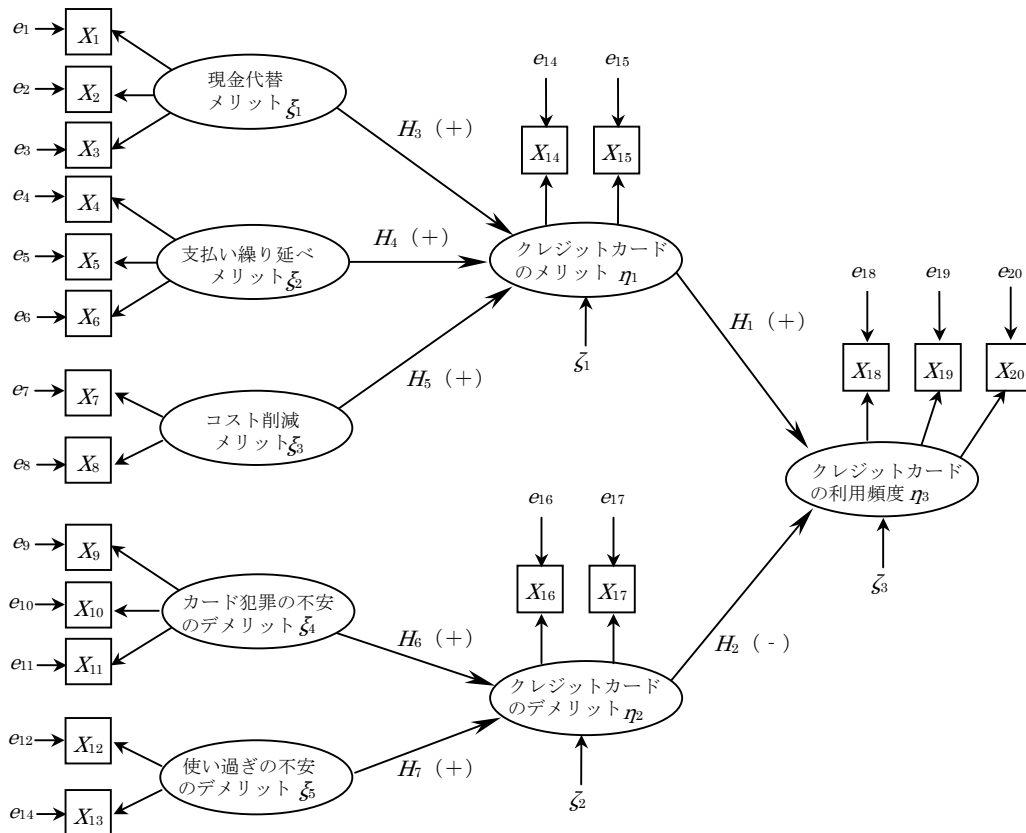 e1
X1
e2
X2
e3
X3
現金代替
メリット ξ1
H3 (+)
e4
X4
e5
X5
e6
X6
支払い繰り延べ
メリット ξ2
H4 (+)
e7
X7
e8
X8
コスト削減
メリット ξ3
H5 (+)
e14
e15
X14
X15
クレジットカード
のメリット η1
ζ1
H1 (+)
e9
X9
e10
X10
e11
X11
カード犯罪の不安
のデメリット ξ4
H6 (+)
e12
X12
e14
X13
使い過ぎの不安
のデメリット ξ5
H7 (+)
e16
e17
X16
X17
クレジットカード
のデメリット η2
ζ2
H2 (-)
e18
e19
e20
X18
X19
X20
クレジットカード
の利用頻度 η3
ζ3